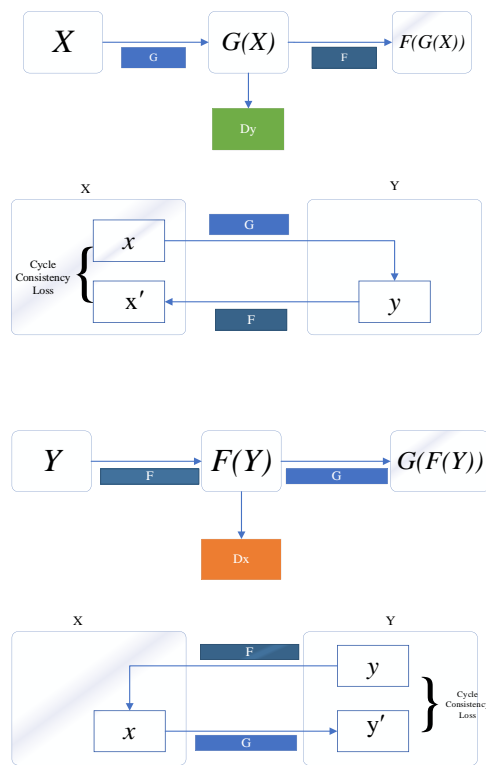 X
G(X)
F(G(X))
G
F
Dy
X
Y
x
G
Cycle
Consistency
Loss
x′
y
F
Y
F(Y)
G(F(Y))
F
G
Dx
X
Y
F
y
Cycle
Consistency
Loss
x
y′
G